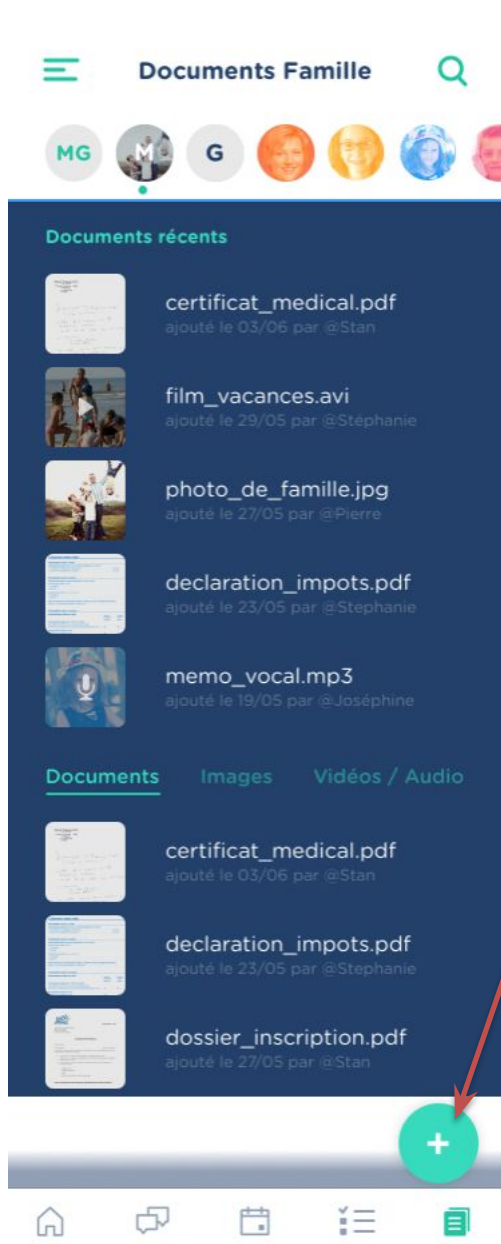 Documents Famille
MG M G
Documents récents
certificat_medical.pdf
ajouté le 03/06 par @Stan
film_vacances.avi
ajouté le 29/05 par @Stéphanie
photo_de_famille.jpg
ajouté le 27/05 par @Pierre
declaration_impots.pdf
ajouté le 23/05 par @Stephanie
memo_vocal.mp3
ajouté le 19/05 par @Joséphine
Documents Images Vidéos / Audio
certificat_medical.pdf
ajouté le 03/06 par @Stan
declaration_impots.pdf
ajouté le 23/05 par @Stephanie
dossier_inscription.pdf
ajouté le 27/05 par @Stan
+